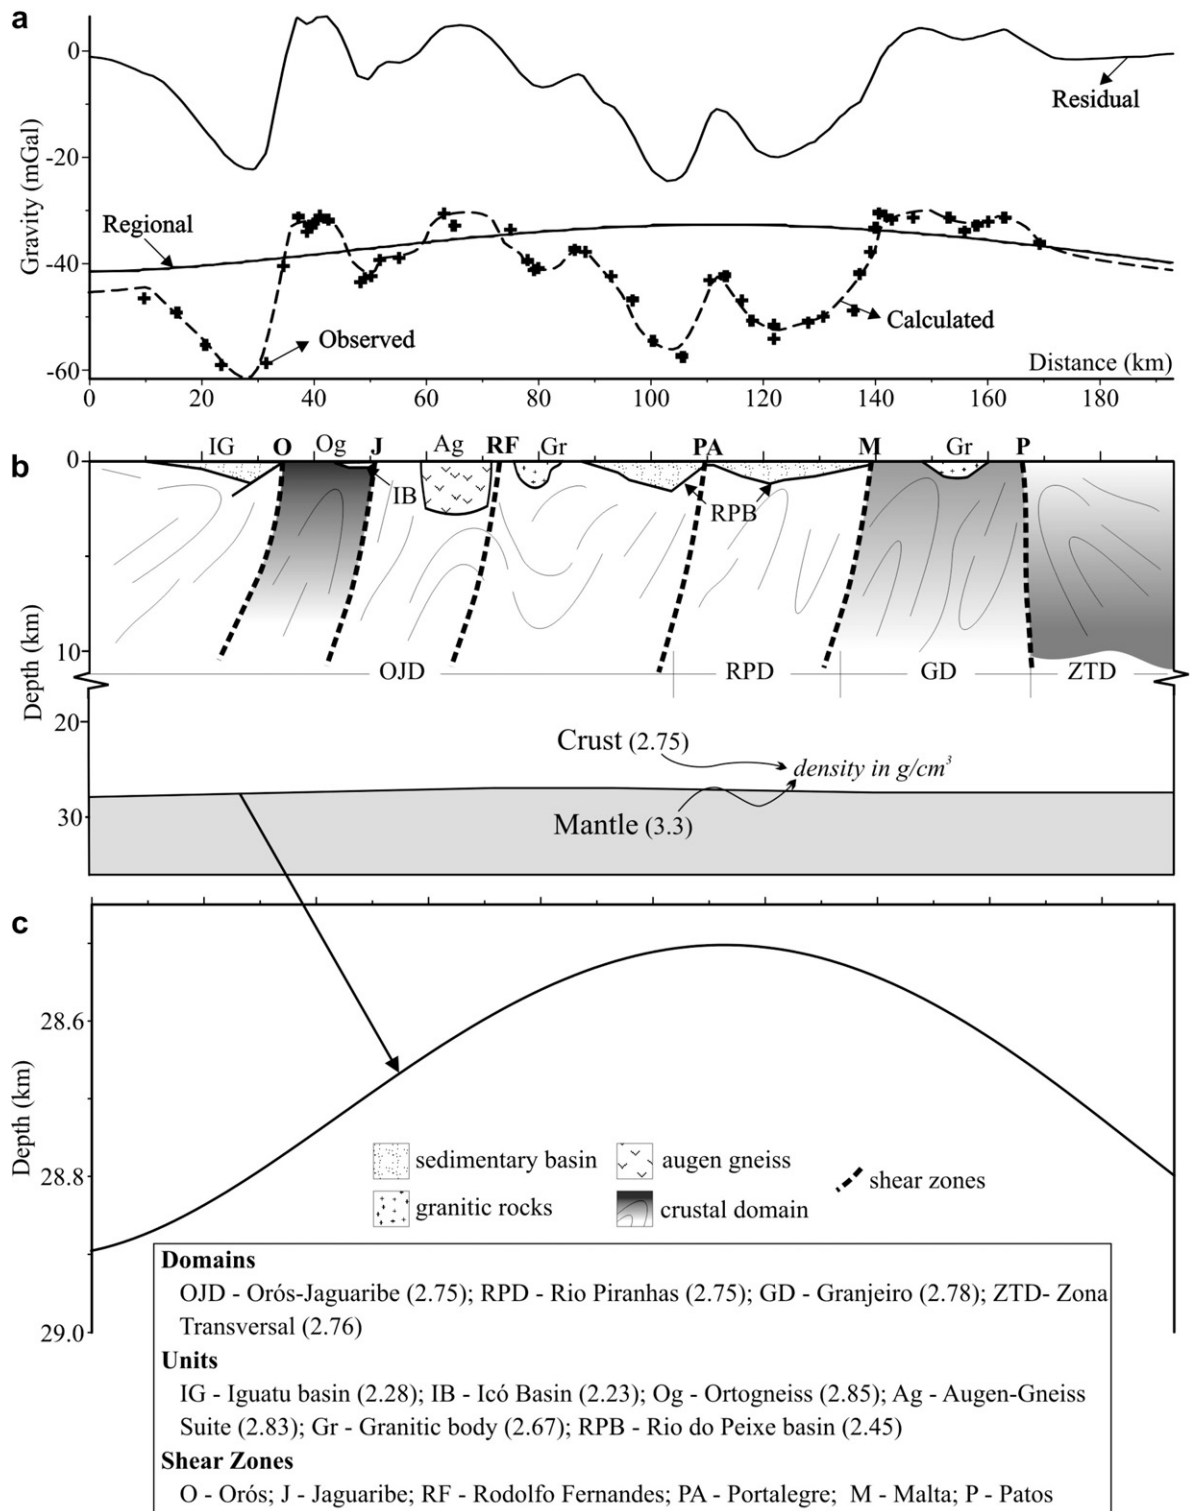 a
0
-20
-40
-60
Gravity (mGal)
Residual
Regional
Observed
Calculated
Distance (km)
0 20 40 60 80 100 120 140 160 180
IG O Og J Ag RF Gr PA M Gr P
b
0
10
20
30
Depth (km)
IB
RPB
OJD RPD GD ZTD
Crust (2.75)
density in g/cm³
Mantle (3.3)
c
28.6
28.8
29.0
Depth (km)
sedimentary basin augen gneiss shear zones
granitic rocks crustal domain
Domains
OJD - Orós-Jaguaribe (2.75); RPD - Rio Piranhas (2.75); GD - Granjeiro (2.78); ZTD- Zona
Transversal (2.76)
Units
IG - Iguatu basin (2.28); IB - Icó Basin (2.23); Og - Ortogneiss (2.85); Ag - Augen-Gneiss
Suite (2.83); Gr - Granitic body (2.67); RPB - Rio do Peixe basin (2.45)
Shear Zones
O - Orós; J - Jaguaribe; RF - Rodolfo Fernandes; PA - Portalegre; M - Malta; P - Patos